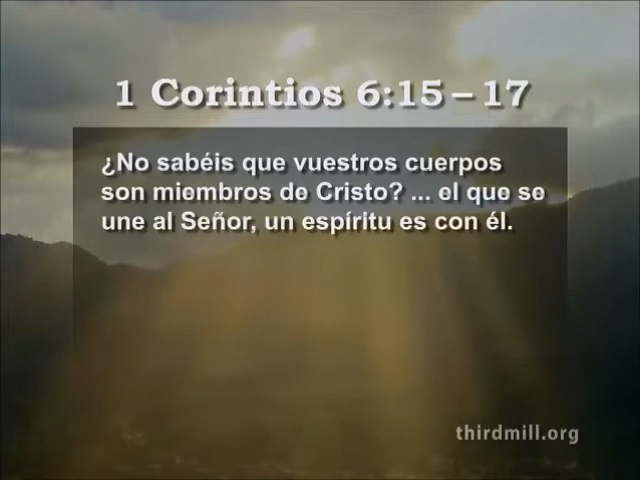 1 Corintios 6:15 – 17
¿No sabéis que vuestros cuerpos
son miembros de Cristo? ... el que se
une al Señor, un espíritu es con él.
thirdmill.org